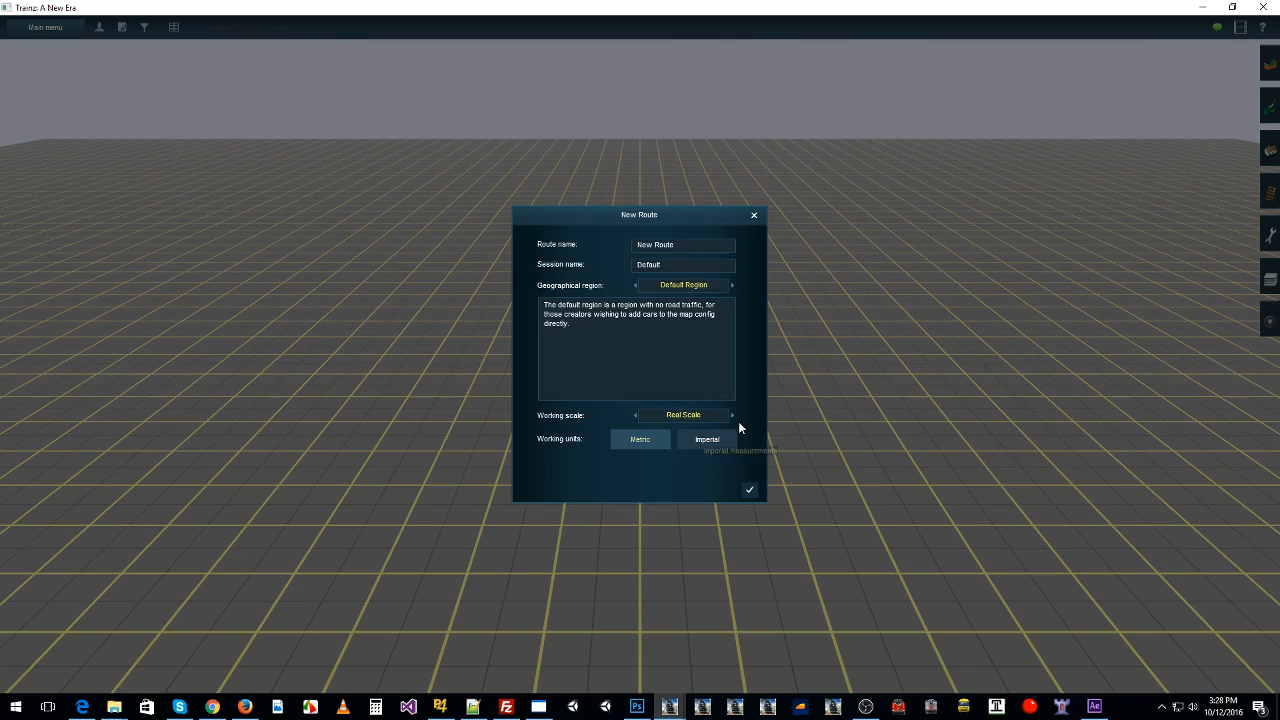 Trainz: A New Era
Main menu
New Route
Route name:
New Route
Session name:
Default
Geographical region:
Default Region
The default region is a region with no road traffic, for
those creators wishing to add cars to the map config
directly.
Working scale:
Real Scale
Working units:
Metric
Imperial
Imperial measurements
3:28 PM
10/12/2016